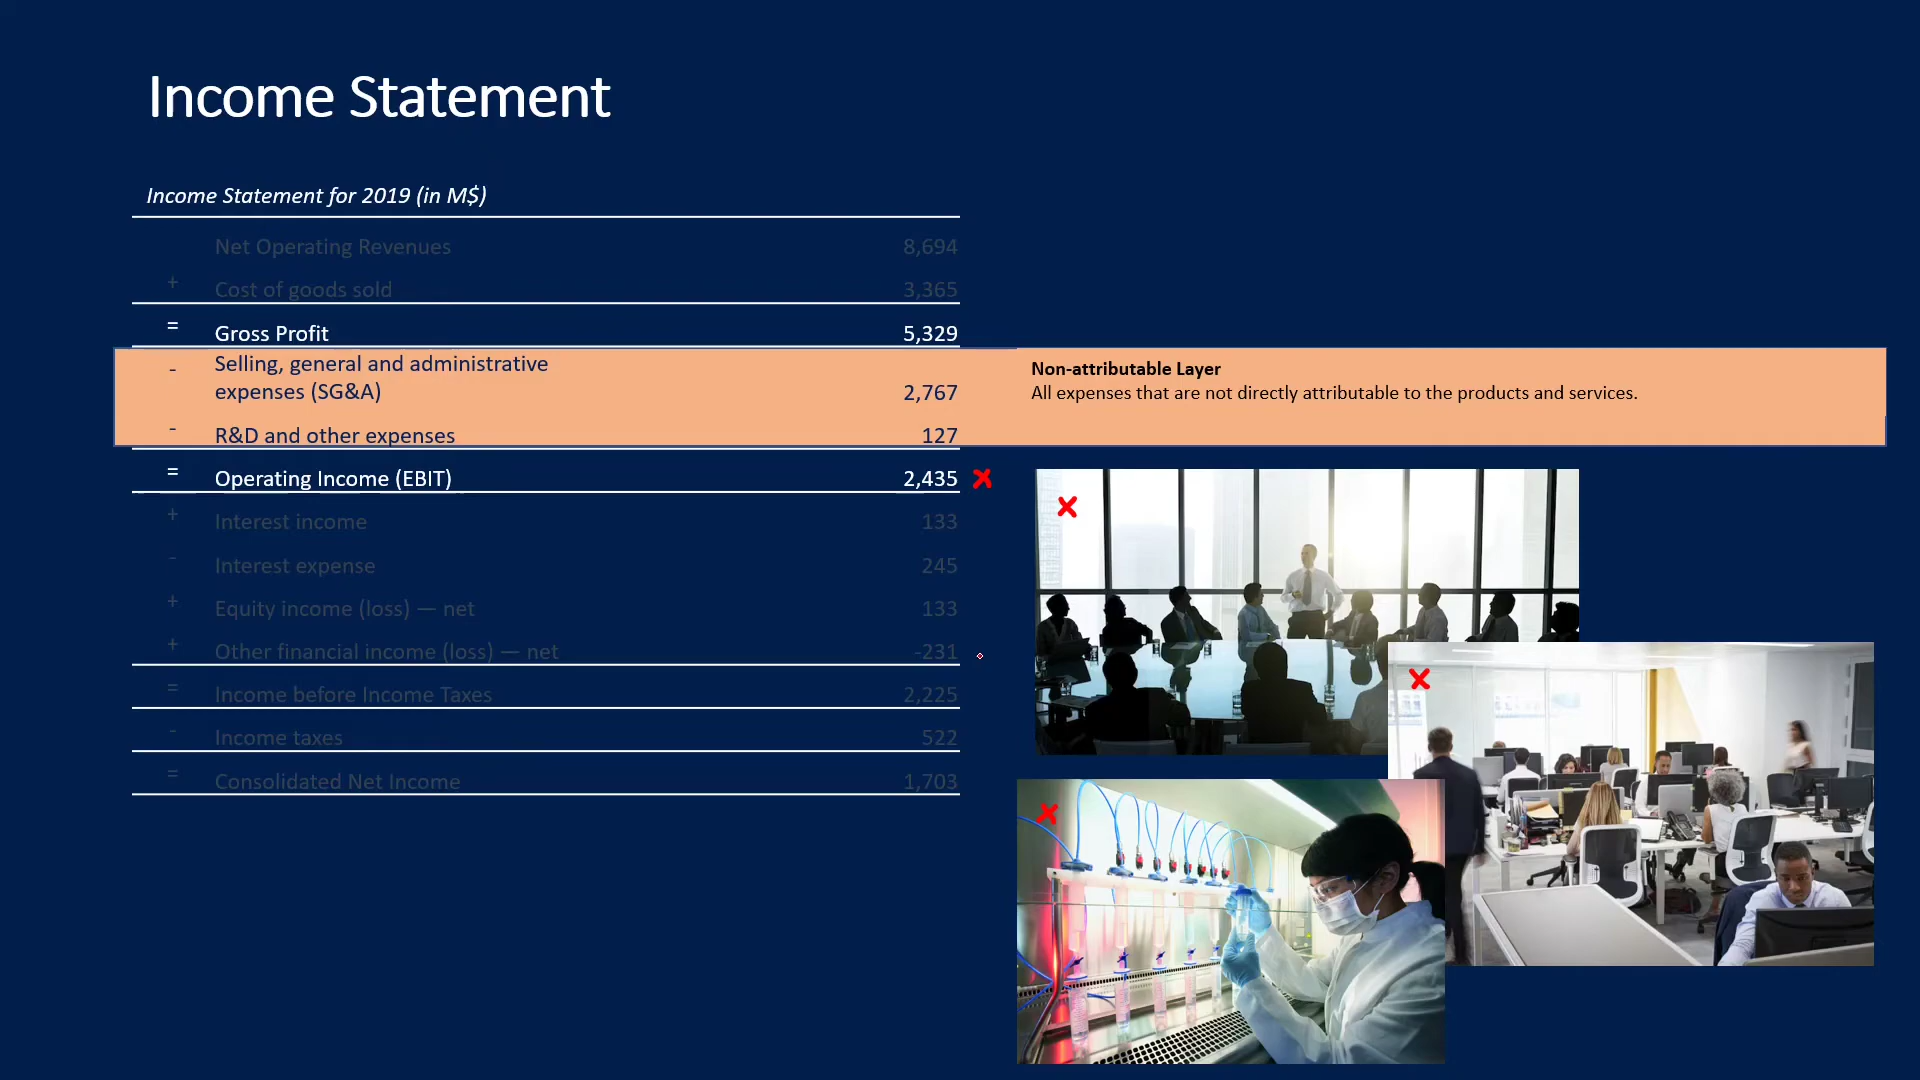 Income Statement
Income Statement for 2019 (in M$)
Net Operating Revenues 8,694
+ Cost of goods sold 3,365
= Gross Profit 5,329
- Selling, general and administrative
expenses (SG&A) 2,767
- R&D and other expenses 127
Non-attributable Layer
All expenses that are not directly attributable to the products and services.
= Operating Income (EBIT) 2,435
+ Interest income 133
- Interest expense 245
+ Equity income (loss) — net 133
+ Other financial income (loss) — net -231
= Income before Income Taxes 2,225
- Income taxes 522
= Consolidated Net Income 1,703